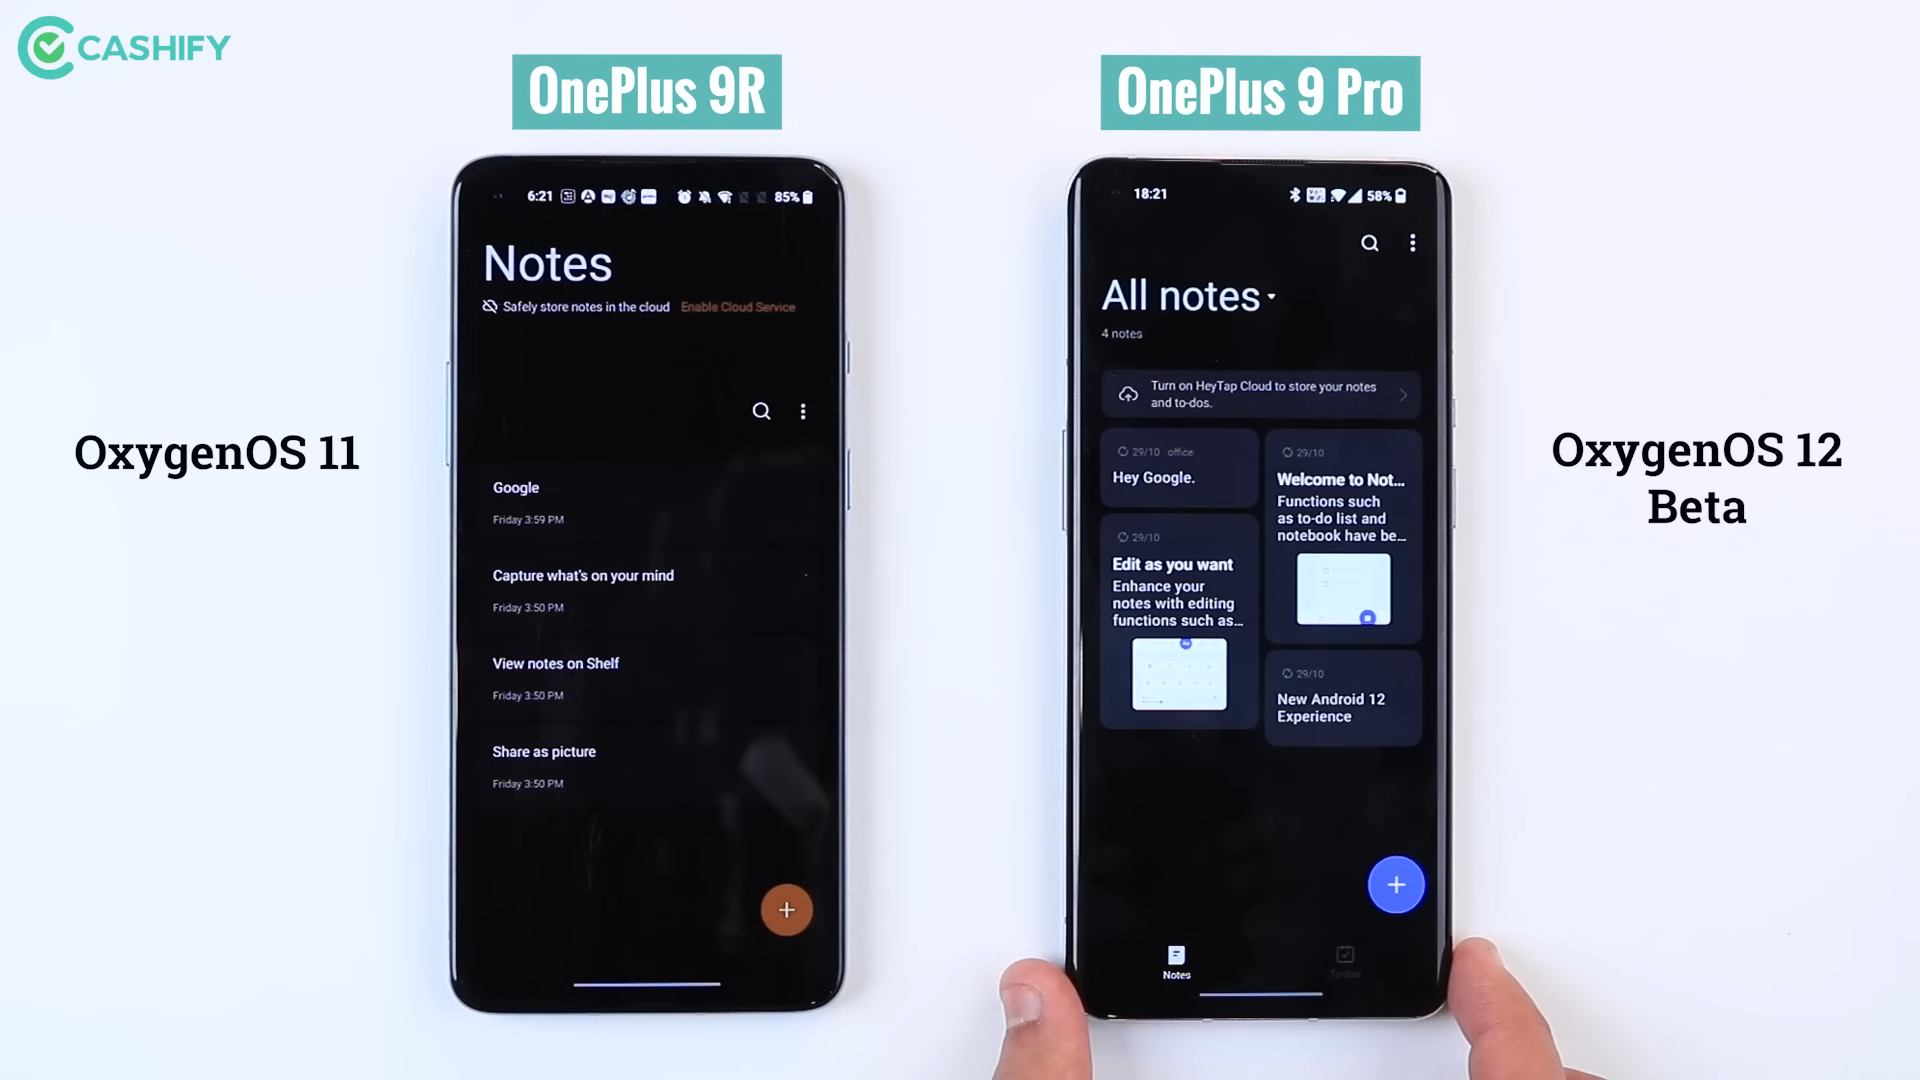 CASHIFY
OnePlus 9R
OnePlus 9 Pro
OxygenOS 11
6:21
85%
Notes
Safely store notes in the cloud Enable Cloud Service
Google
Friday 3:59 PM
Capture what's on your mind
Friday 3:50 PM
View notes on Shelf
Friday 3:50 PM
Share as picture
Friday 3:50 PM
18:21
58%
All notes
4 notes
Turn on HeyTap Cloud to store your notes
and to-dos.
29/10 office
Hey Google.
29/10
Edit as you want
Enhance your
notes with editing
functions such as...
29/10
Welcome to Not...
Functions such
as to-do list and
notebook have be...
29/10
New Android 12
Experience
Notes
To-dos
OxygenOS 12
Beta